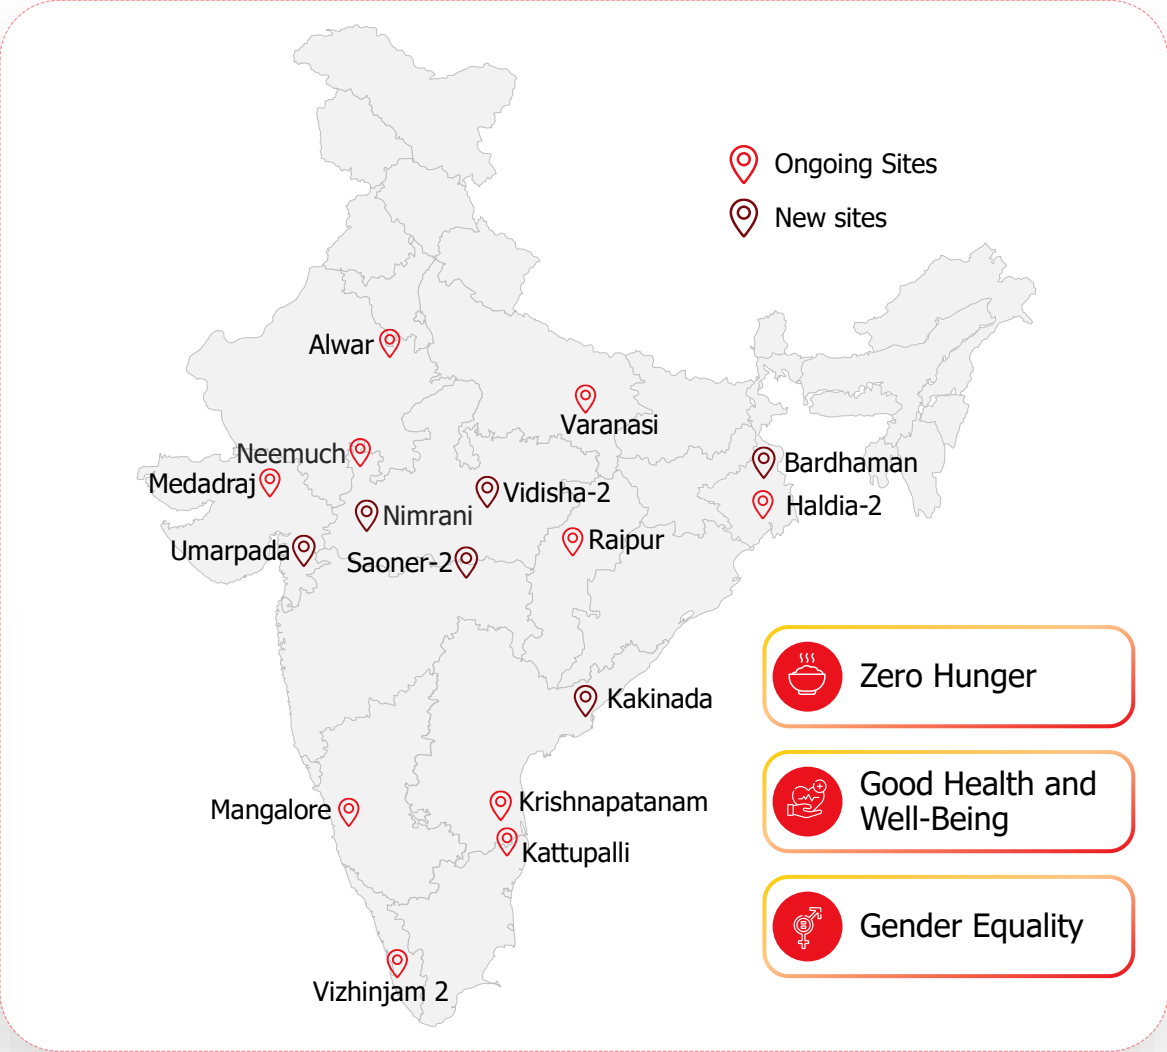 Ongoing Sites
New sites
Alwar
Varanasi
Neemuch
Medadraj
Bardhaman
Vidisha-2
Haldia-2
Nimrani
Umarpada
Raipur
Saoner-2
Zero Hunger
Kakinada
Good Health and
Well-Being
Mangalore
Krishnapatanam
Kattupalli
Gender Equality
Vizhinjam 2